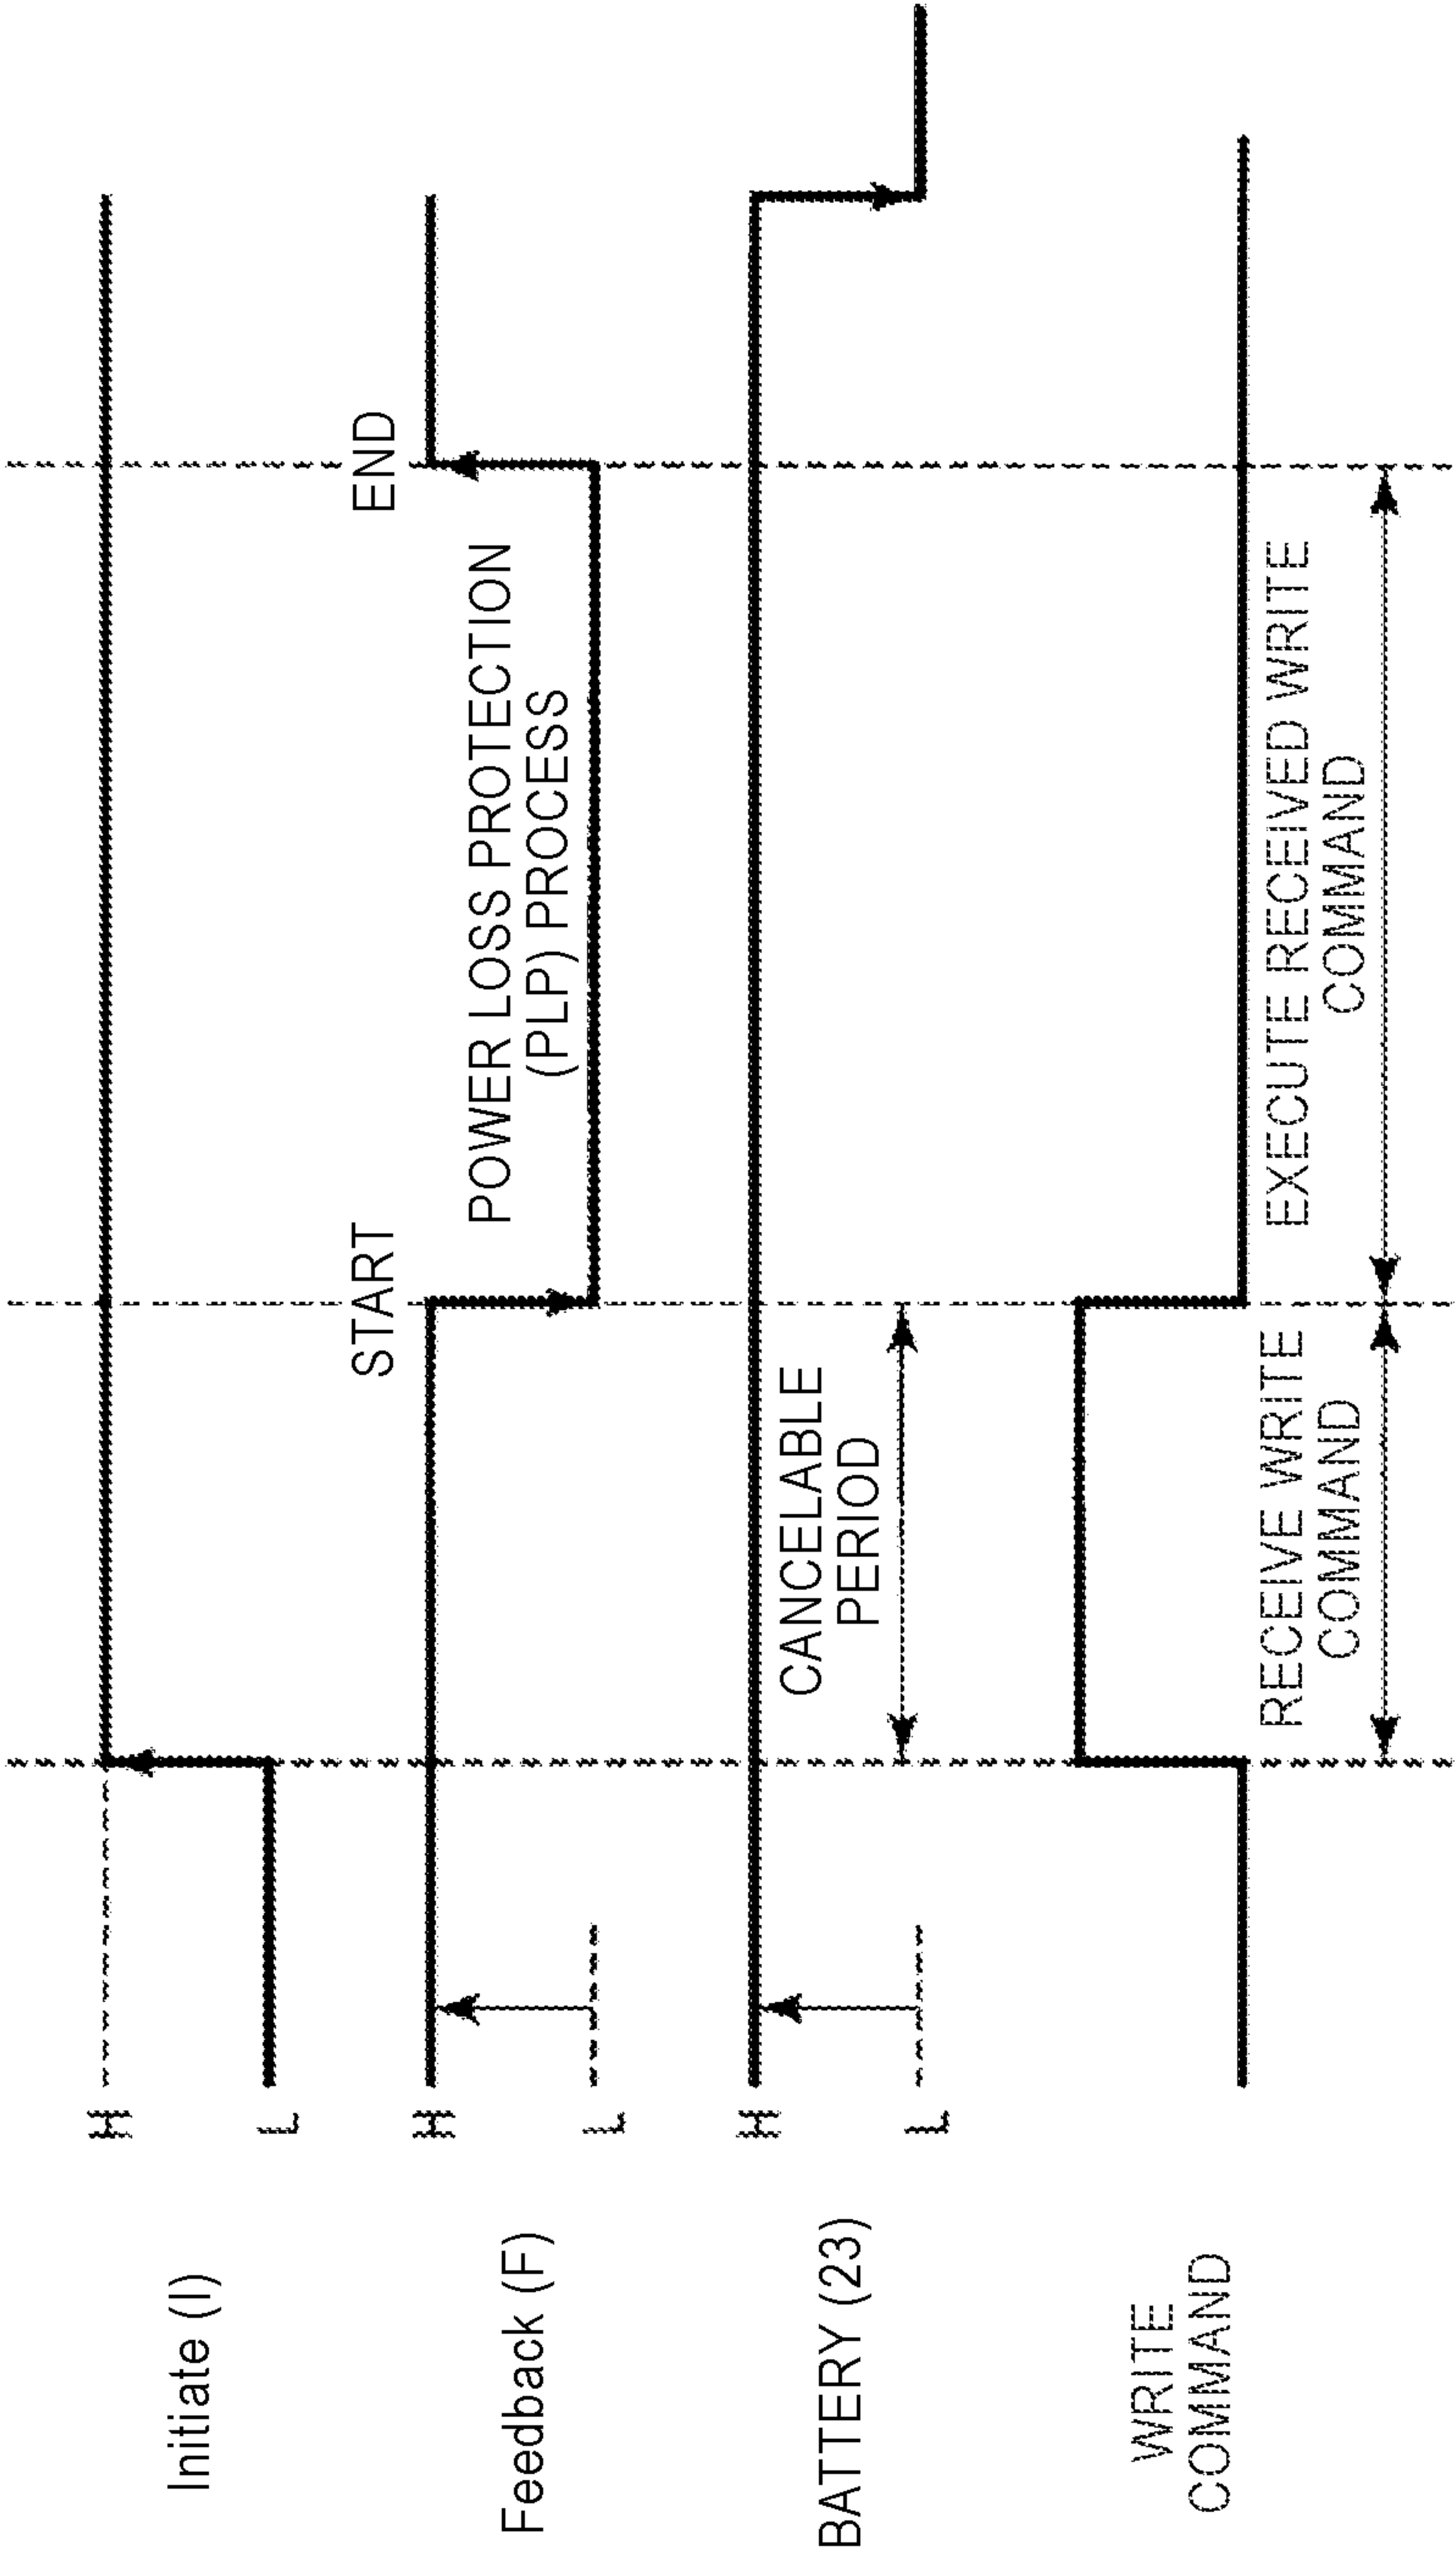 Initiate (I)
H
L
Feedback (F)
H
L
START
END
POWER LOSS PROTECTION
(PLP) PROCESS
BATTERY (23)
H
L
CANCELABLE
PERIOD
WRITE
COMMAND
RECEIVE WRITE
COMMAND
EXECUTE RECEIVED WRITE
COMMAND